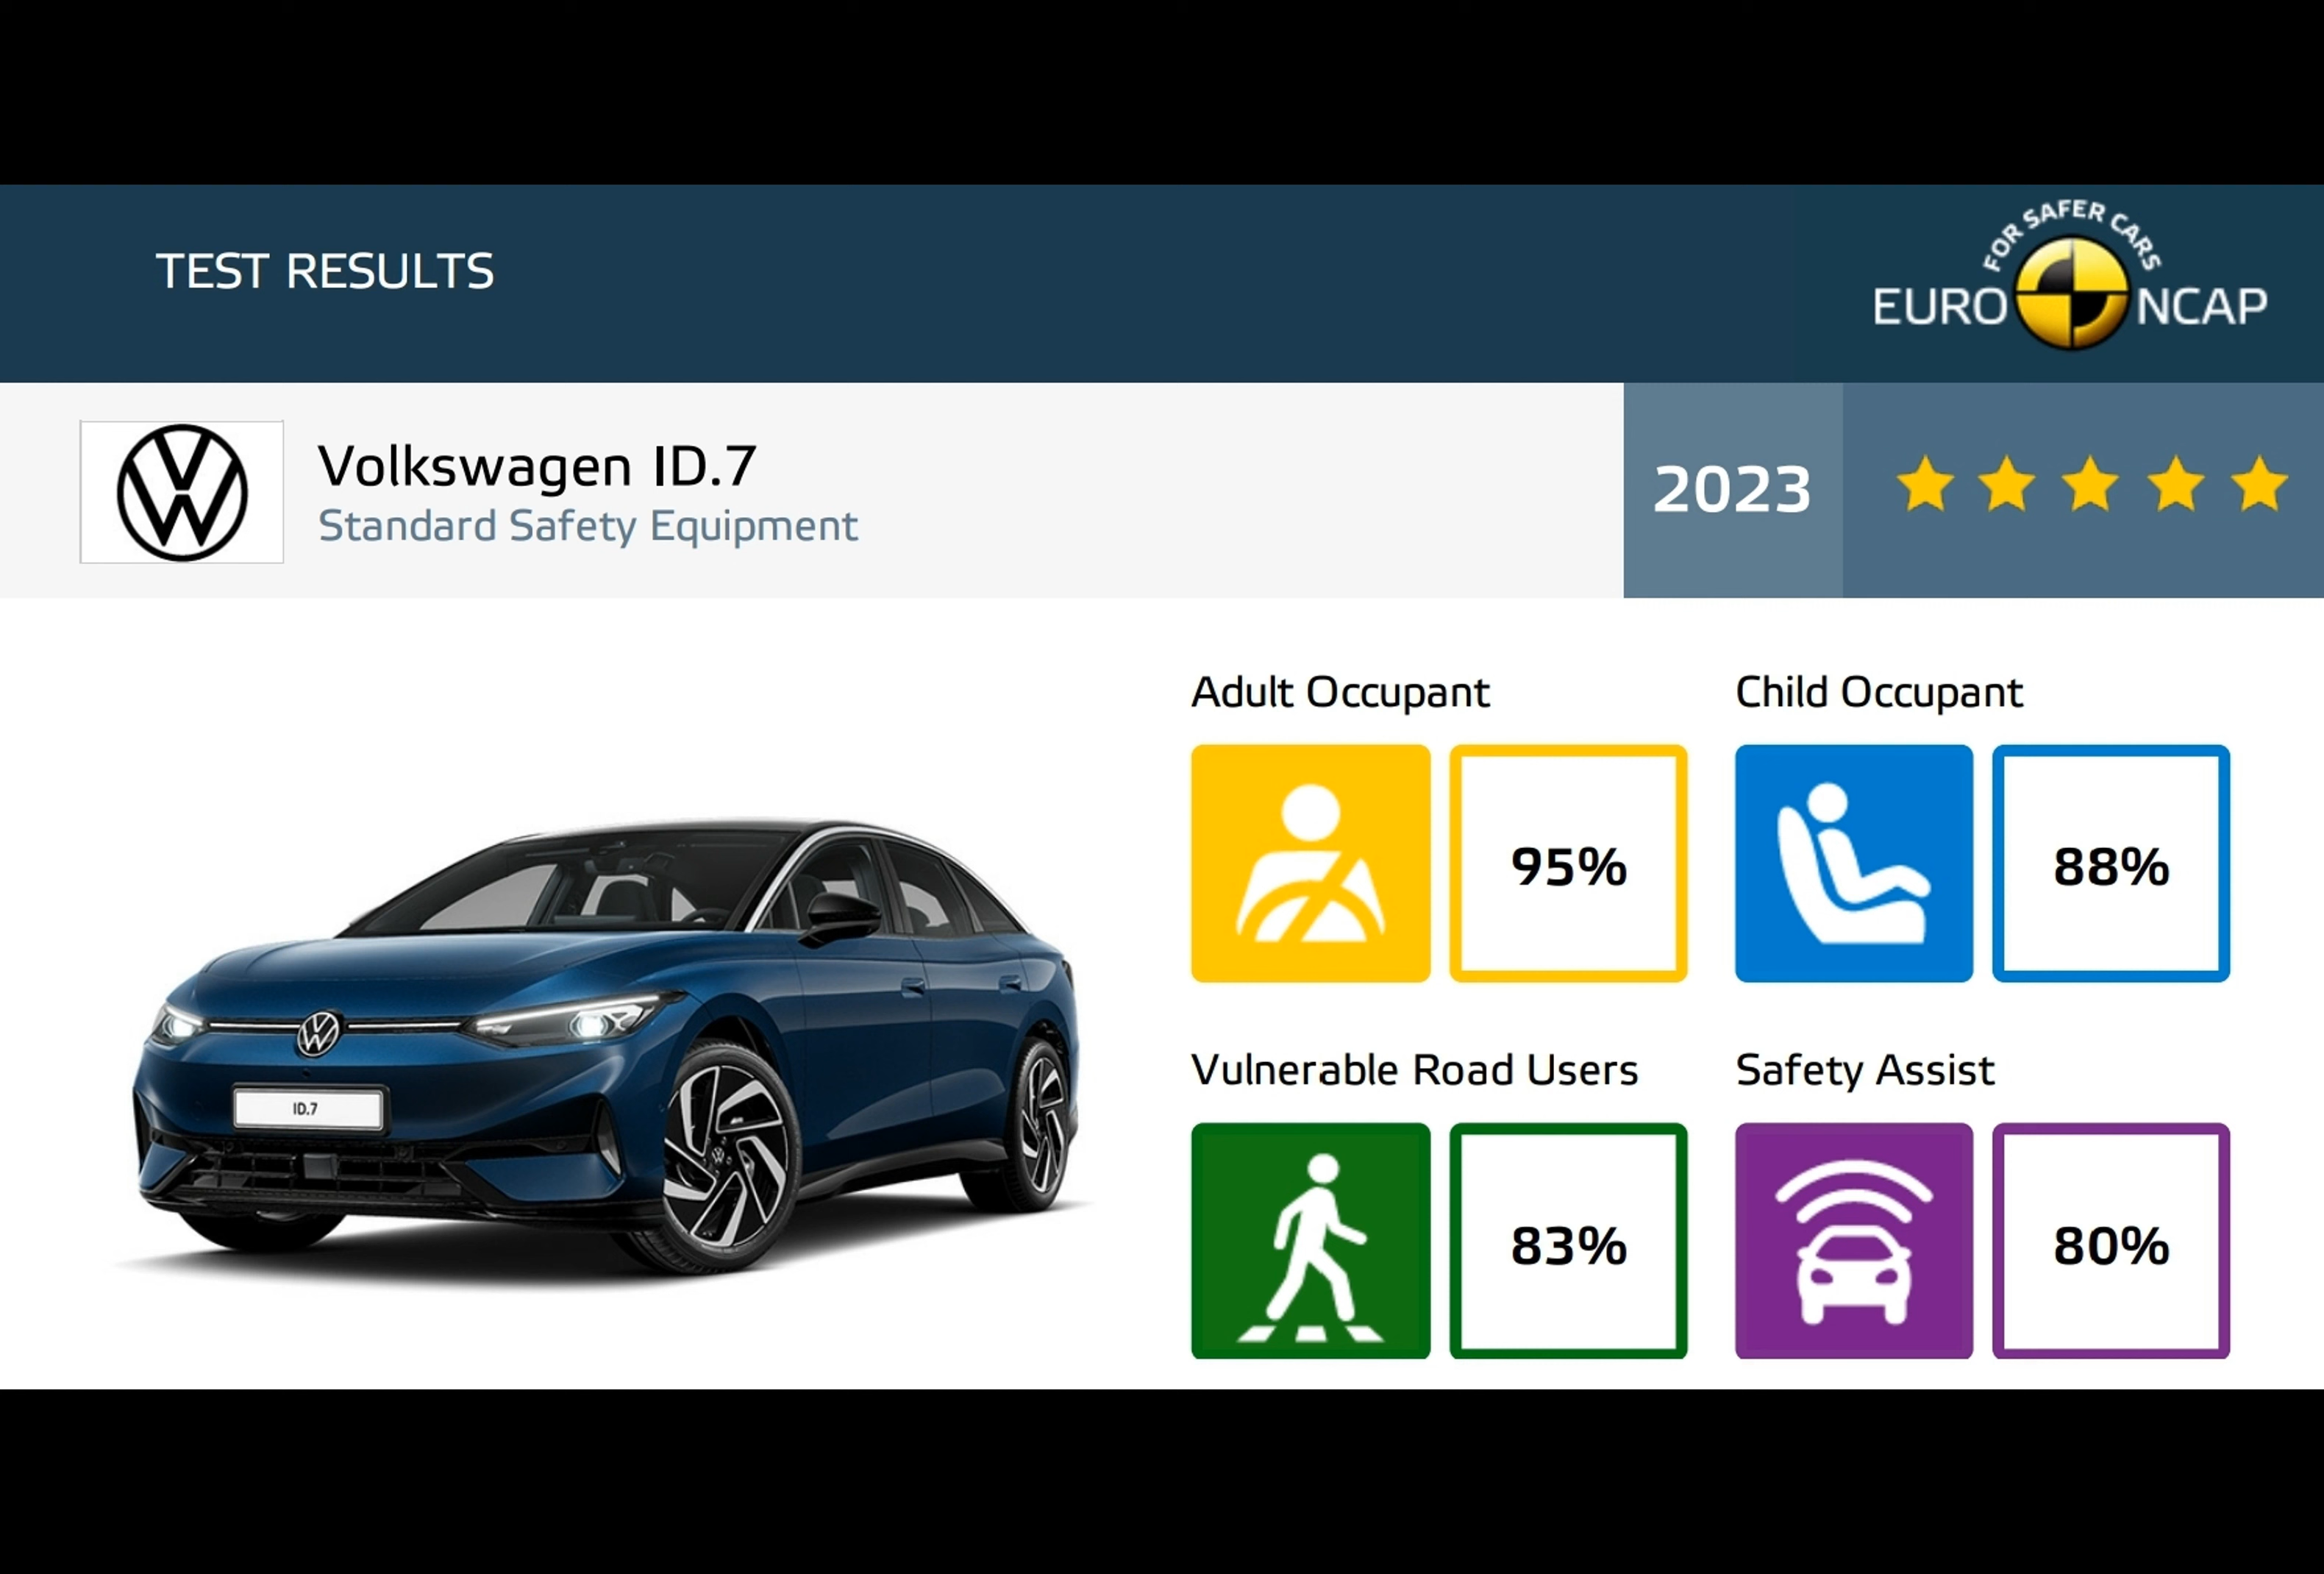 TEST RESULTS
FOR SAFER CARS
EURO NCAP
Volkswagen ID.7
Standard Safety Equipment
2023
Adult Occupant
Child Occupant
95%
88%
Vulnerable Road Users
Safety Assist
83%
80%
ID.7